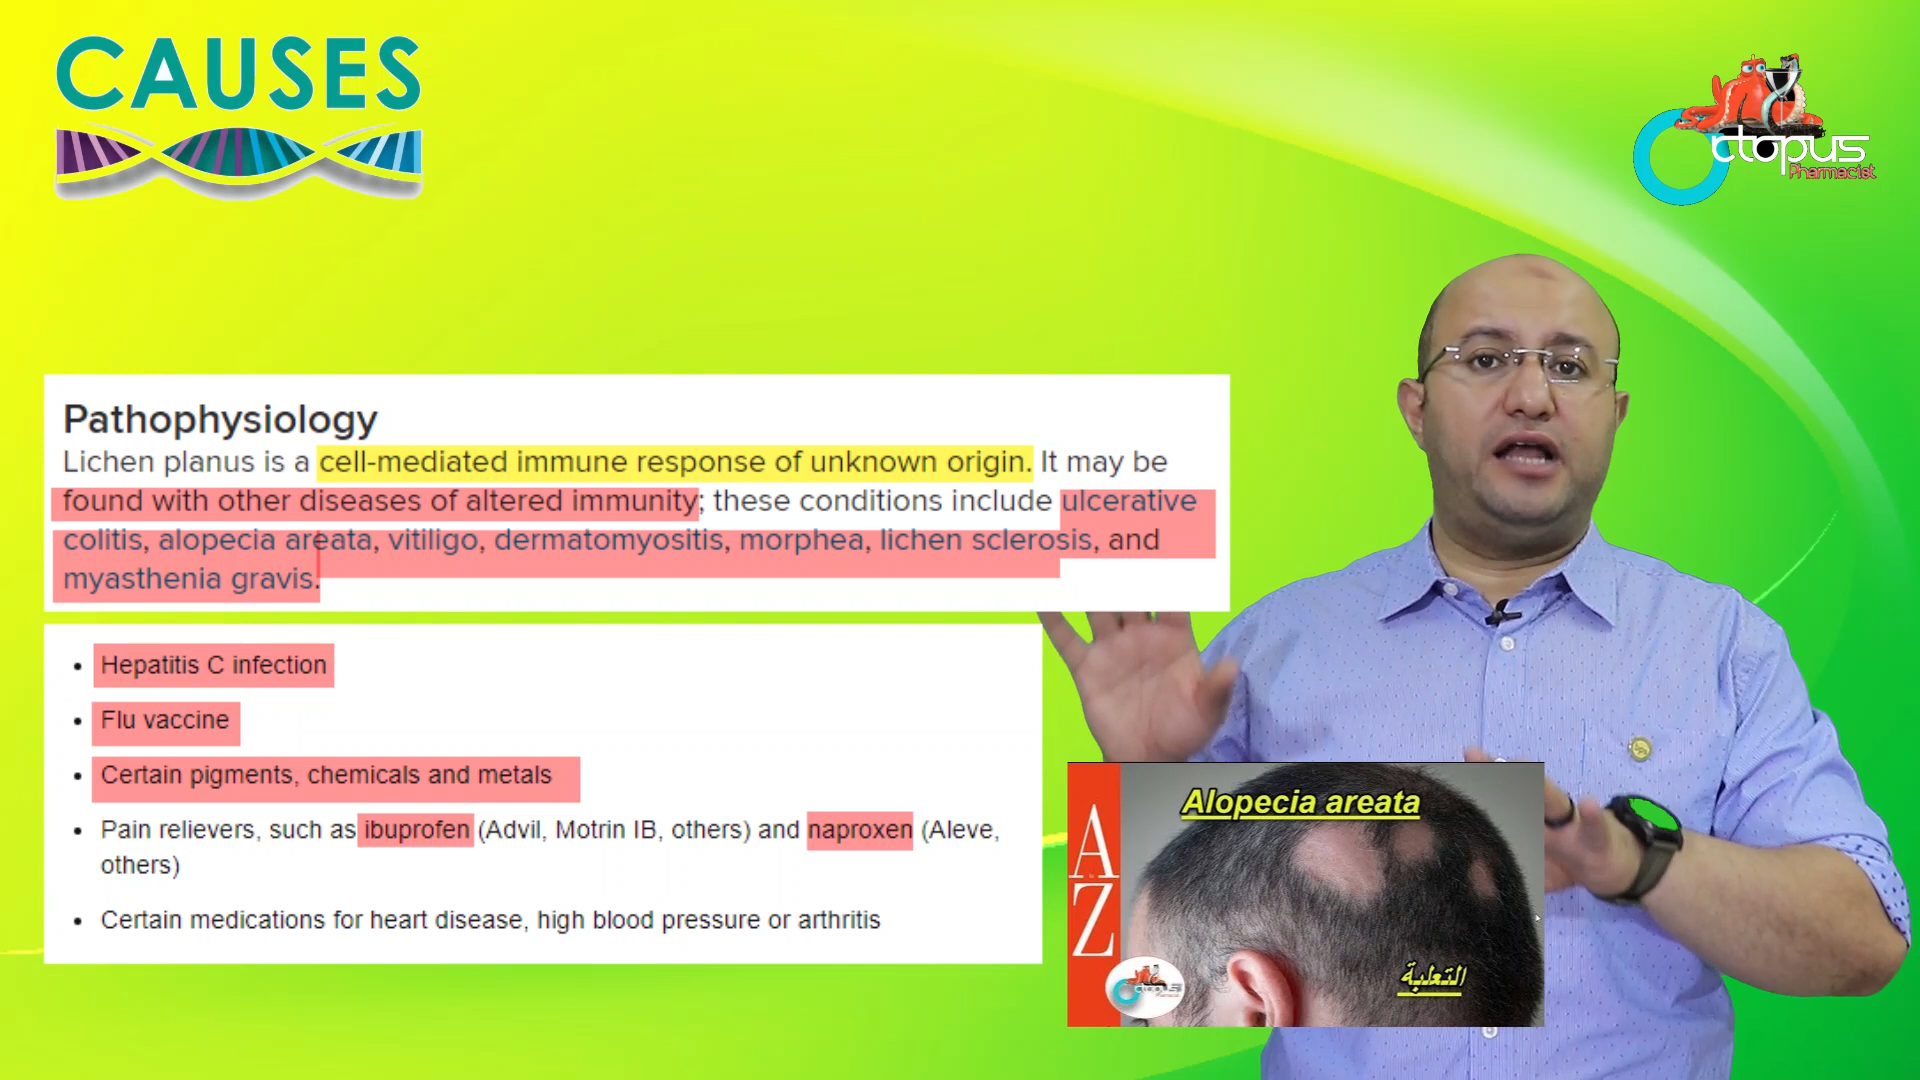 CAUSES
Octopus
Pharmacist
Pathophysiology
Lichen planus is a cell-mediated immune response of unknown origin. It may be
found with other diseases of altered immunity; these conditions include ulcerative
colitis, alopecia areata, vitiligo, dermatomyositis, morphea, lichen sclerosis, and
myasthenia gravis.
• Hepatitis C infection
• Flu vaccine
• Certain pigments, chemicals and metals
• Pain relievers, such as ibuprofen (Advil, Motrin IB, others) and naproxen (Aleve,
others)
• Certain medications for heart disease, high blood pressure or arthritis
Alopecia areata
A
Z
التعلبة
Octopus